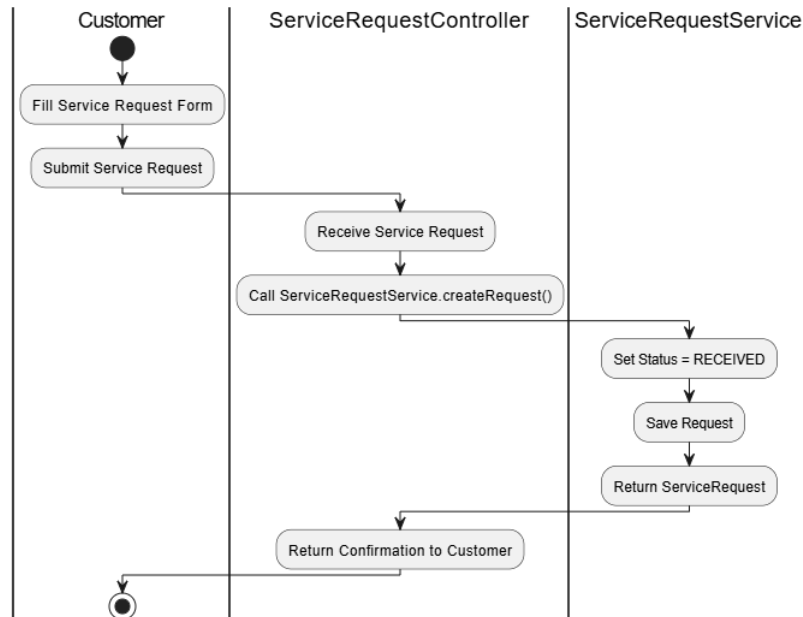 Customer
ServiceRequestController
ServiceRequestService
Fill Service Request Form
Submit Service Request
Receive Service Request
Call ServiceRequestService.createRequest()
Set Status = RECEIVED
Save Request
Return ServiceRequest
Return Confirmation to Customer